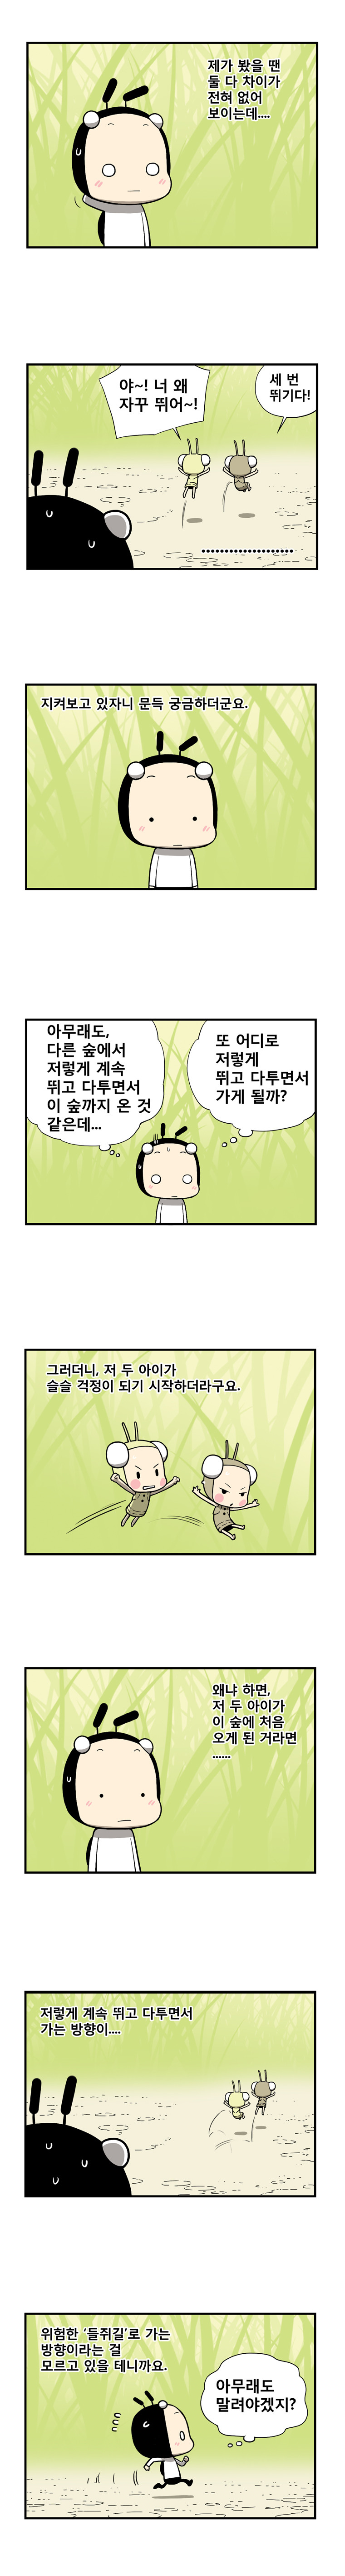 제가 봤을 땐
둘 다 차이가
전혀 없어
보이는데....
야~! 너 왜
자꾸 뛰어~!
세 번
뛰기다!
지켜보고 있자니 문득 궁금하더군요.
아무래도,
다른 숲에서
저렇게 계속
뛰고 다투면서
이 숲까지 온 것
같은데...
또 어디로
저렇게
뛰고 다투면서
가게 될까?
그러더니, 저 두 아이가
슬슬 걱정이 되기 시작하더라구요.
왜냐 하면,
저 두 아이가
이 숲에 처음
오게 된 거라면
......
저렇게 계속 뛰고 다투면서
가는 방향이....
위험한 '들쥐길'로 가는
방향이라는 걸
모르고 있을 테니까요.
아무래도
말려야겠지?